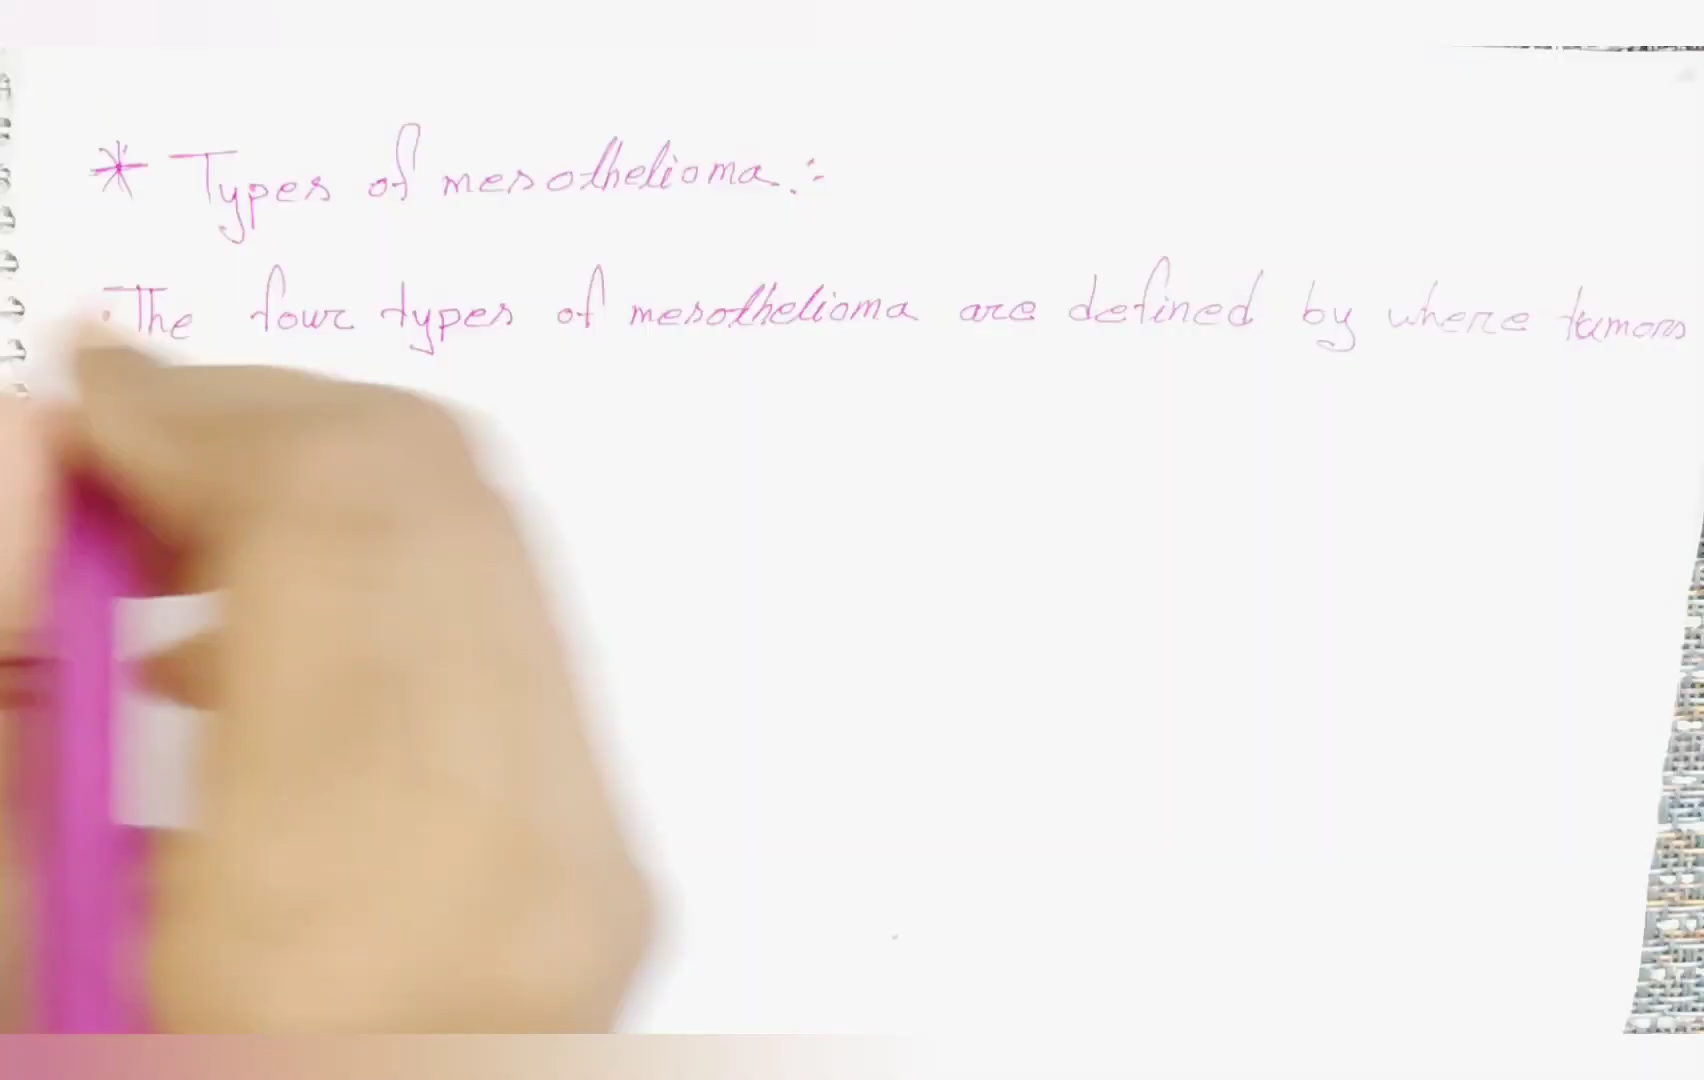 * Types of mesothelioma :-
• The four types of mesothelioma are defined by where tumors